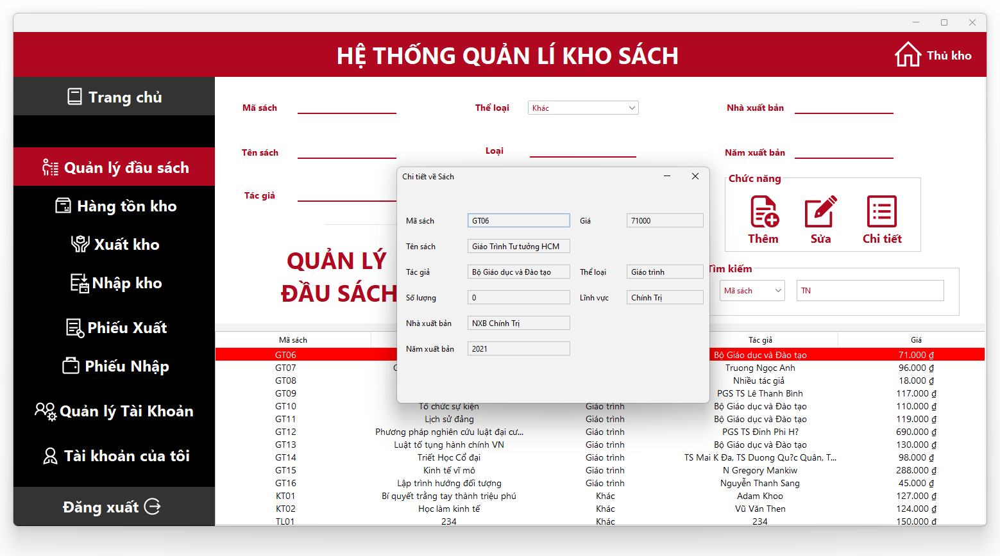 HỆ THỐNG QUẢN LÍ KHO SÁCH
Thủ kho
Trang chủ
Quản lý đầu sách
Hàng tồn kho
Xuất kho
Nhập kho
Phiếu Xuất
Phiếu Nhập
Quản lý Tài Khoản
Tài khoản của tôi
Đăng xuất
Mã sách
Thể loại
Khác
Nhà xuất bản
Tên sách
Loại
Năm xuất bản
Tác giả
QUẢN LÝ
ĐẦU SÁCH
Chức năng
Thêm
Sửa
Chi tiết
Tìm kiếm
Mã sách
TN
Chi tiết về Sách
Mã sách GT06 Giá 71000
Tên sách Giáo Trình Tư tưởng HCM
Tác giả Bộ Giáo dục và Đào tạo Thể loại Giáo trình
Số lượng 0 Lĩnh vực Chính Trị
Nhà xuất bản NXB Chính Trị
Năm xuất bản 2021
Mã sách Tác giả Giá
GT06 Bộ Giáo dục và Đào tạo 71.000 ₫
GT07 Truong Ngọc Anh 96.000 ₫
GT08 Nhiều tác giả 18.000 ₫
GT09 PGS TS Lê Thanh Bình 117.000 ₫
GT10 Tổ chức sự kiện Giáo trình Bộ Giáo dục và Đào tạo 110.000 ₫
GT11 Lịch sử đảng Giáo trình Bộ Giáo dục và Đào tạo 119.000 ₫
GT12 Phương pháp nghiên cứu luật đại cư... Giáo trình PGS TS Đinh Phi H? 690.000 ₫
GT13 Luật tố tụng hành chính VN Giáo trình Bộ Giáo dục và Đào tạo 130.000 ₫
GT14 Triết Học Cổ đại Giáo trình TS Mai K Đa, TS Duong Qu?c Quân, T... 98.000 ₫
GT15 Kinh tế vĩ mô Giáo trình N Gregory Mankiw 288.000 ₫
GT16 Lập trình hướng đối tượng Giáo trình Nguyễn Thanh Sang 45.000 ₫
KT01 Bí quyết trắng tay thành triệu phú Khác Adam Khoo 127.000 ₫
KT02 Học làm kinh tế Khác Vũ Văn Then 124.000 ₫
TL01 234 Khác 234 150.000 ₫